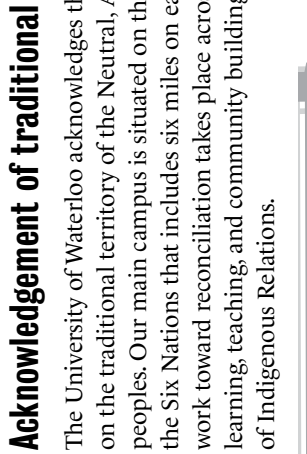 Acknowledgement of traditional
The University of Waterloo acknowledges
on the traditional territory of the Neutral,
peoples. Our main campus is situated on
the Six Nations that includes six miles on
work toward reconciliation takes place
learning, teaching, and community building
of Indigenous Relations.